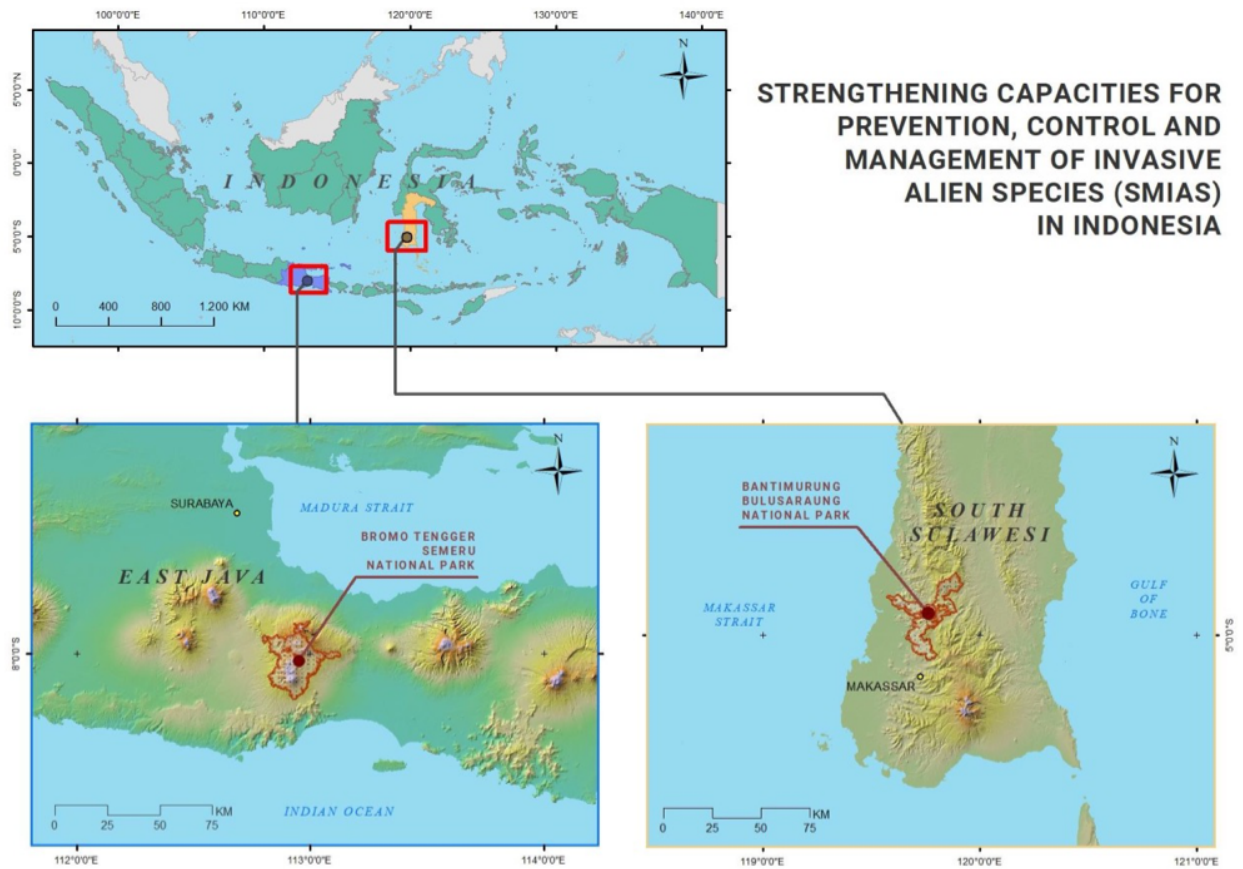 100°0'0"E 110°0'0"E 120°0'0"E 130°0'0"E 140°0'0"E
N
5°0'0"N
0°0'0"
5°0'0"S
10°0'0"S
I N D O N E S I A
0 400 800 1.200 KM
STRENGTHENING CAPACITIES FOR
PREVENTION, CONTROL AND
MANAGEMENT OF INVASIVE
ALIEN SPECIES (SMIAS)
IN INDONESIA
N
SURABAYA
MADURA STRAIT
BROMO TENGGER
SEMERU
NATIONAL PARK
EAST JAVA
8°0'0"S
INDIAN OCEAN
KM
0 25 50 75
112°0'0"E 113°0'0"E 114°0'0"E
N
BANTIMURUNG
BULUSARAUNG
NATIONAL PARK
SOUTH
SULAWESI
MAKASSAR
STRAIT
GULF
OF
BONE
5°0'0"S
MAKASSAR
KM
0 25 50 75
119°0'0"E 120°0'0"E 121°0'0"E